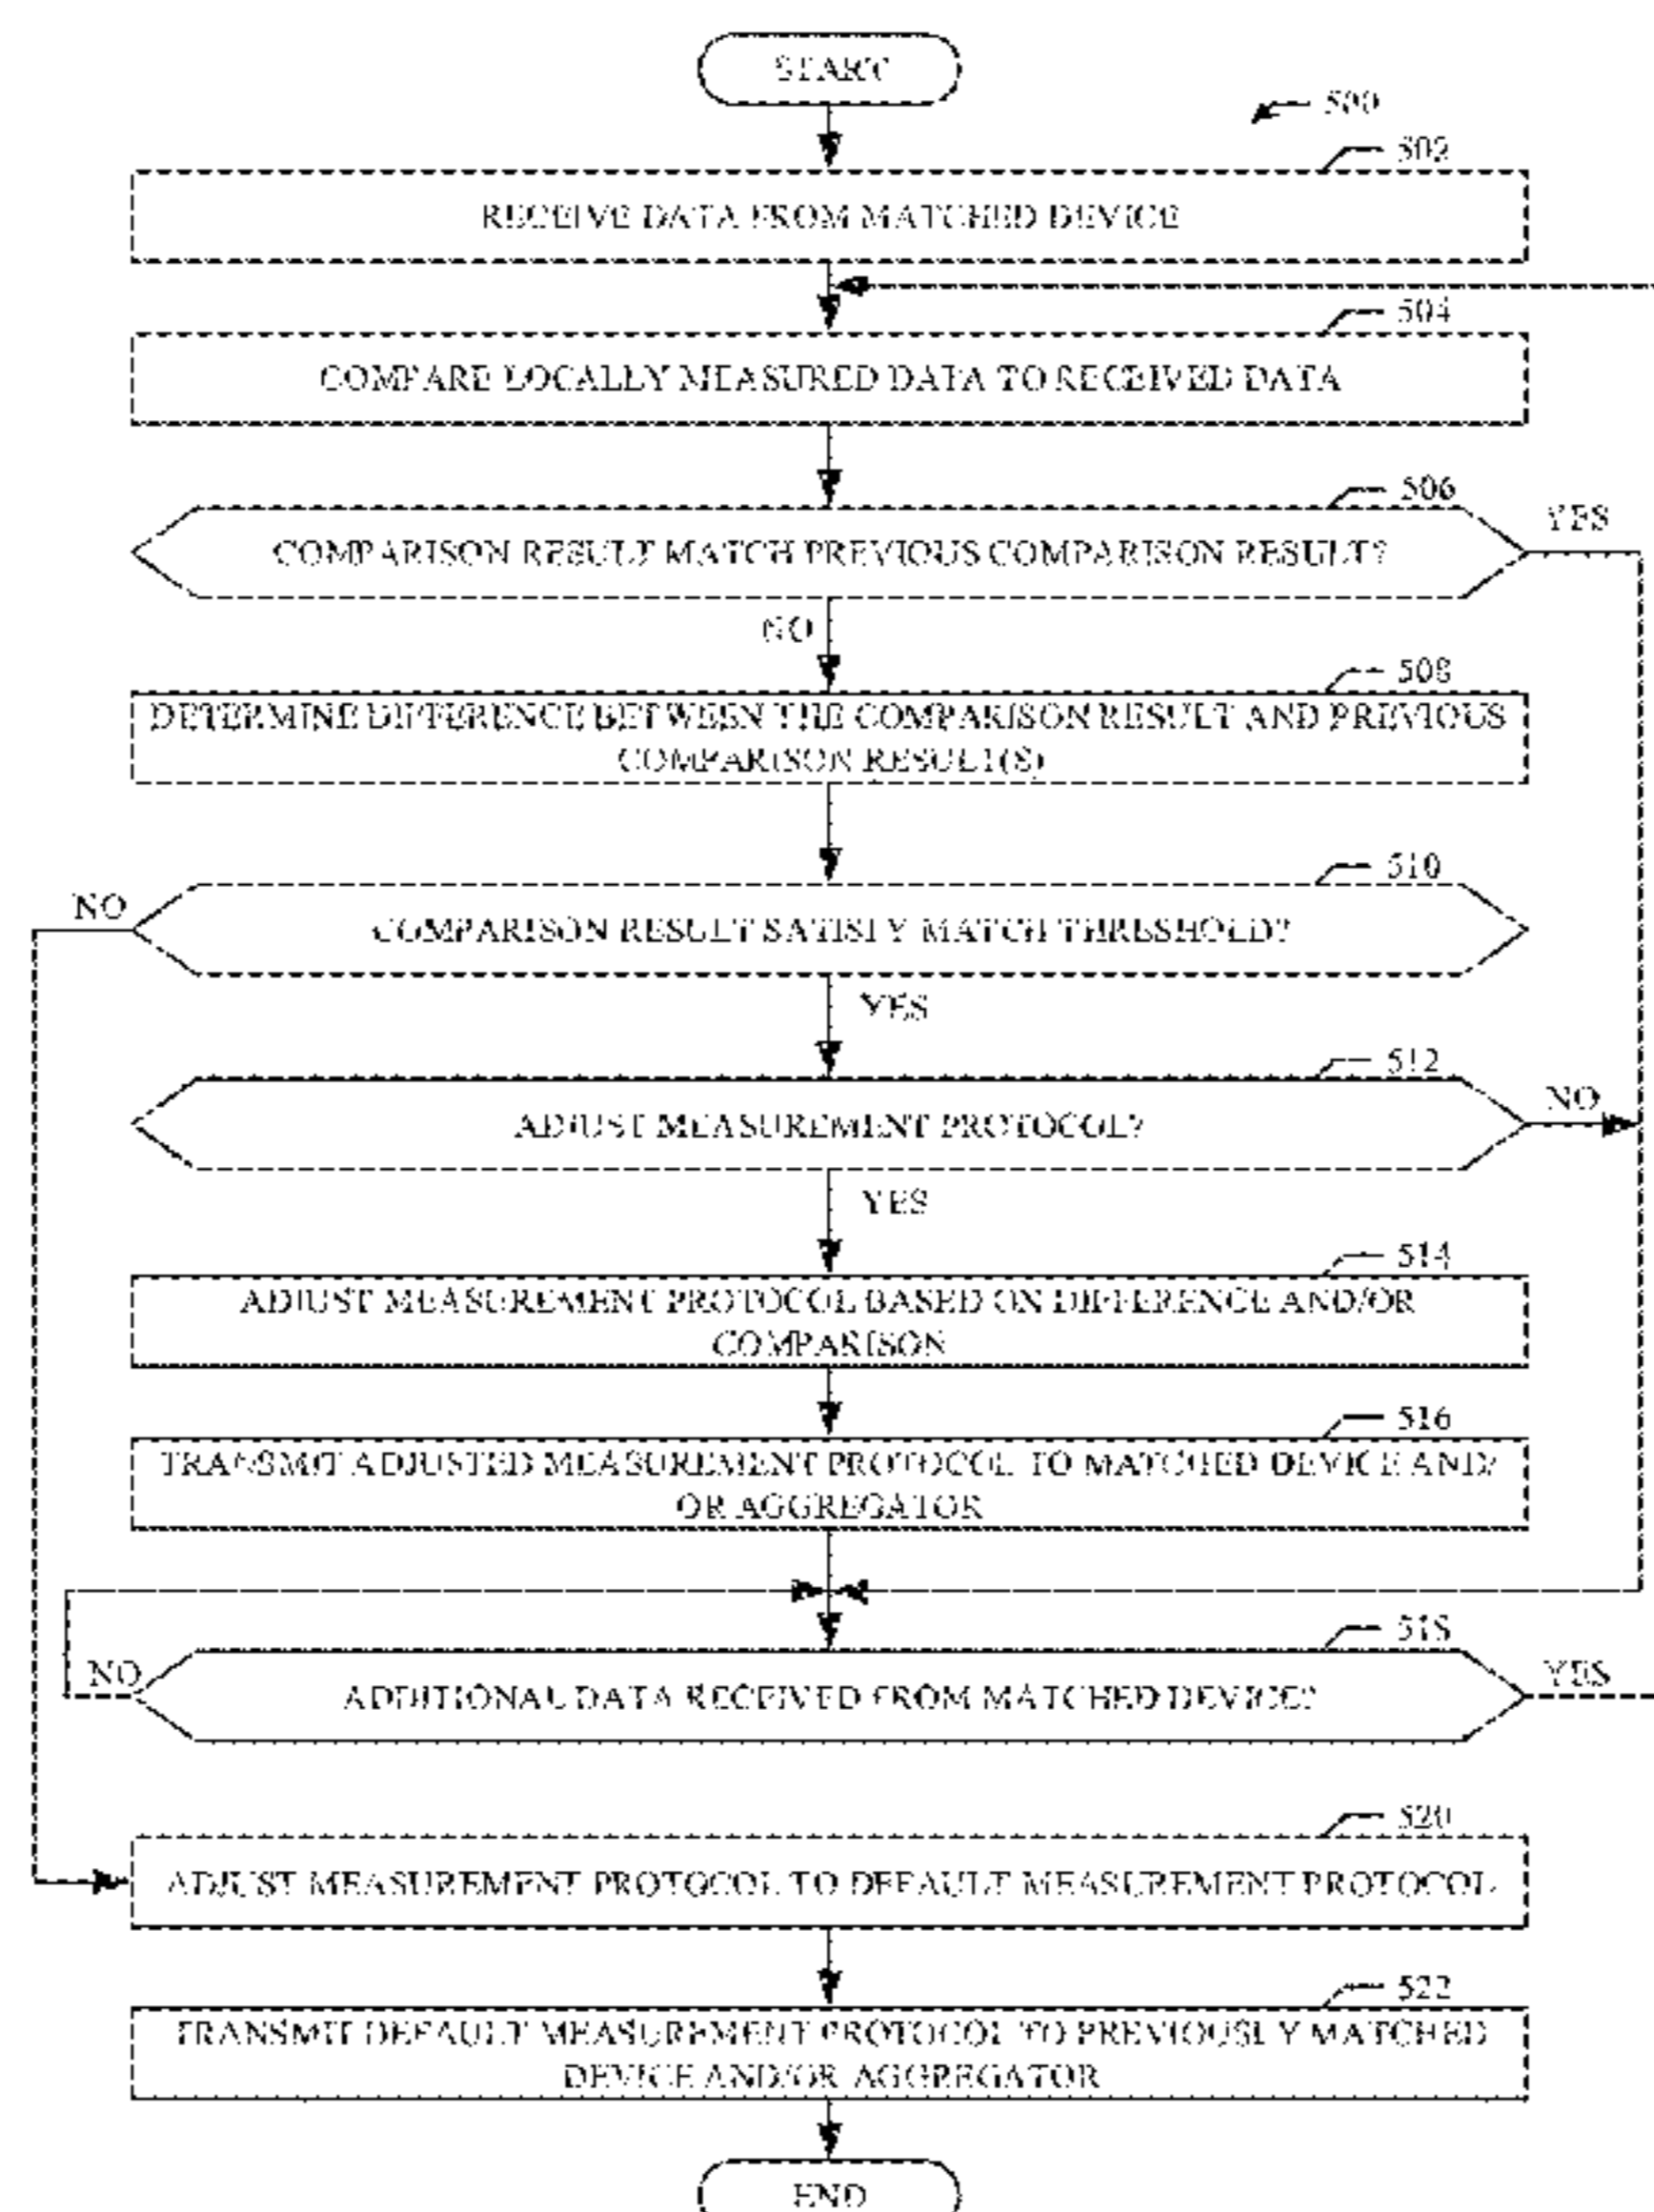 START
500
502
RECEIVE DATA FROM MATCHED DEVICE
504
COMPARE LOCALLY MEASURED DATA TO RECEIVED DATA
506
COMPARISON RESULT MATCH PREVIOUS COMPARISON RESULT?
YES
NO
508
DETERMINE DIFFERENCE BETWEEN THE COMPARISON RESULT AND PREVIOUS
COMPARISON RESULT(S)
510
NO
COMPARISON RESULT SATISFY MATCH THRESHOLD?
YES
512
ADJUST MEASUREMENT PROTOCOL?
NO
YES
514
ADJUST MEASUREMENT PROTOCOL BASED ON DIFFERENCE AND/OR
COMPARISON
516
TRANSMIT ADJUSTED MEASUREMENT PROTOCOL TO MATCHED DEVICE AND/
OR AGGREGATOR
518
NO
ADDITIONAL DATA RECEIVED FROM MATCHED DEVICE?
YES
520
ADJUST MEASUREMENT PROTOCOL TO DEFAULT MEASUREMENT PROTOCOL
522
TRANSMIT DEFAULT MEASUREMENT PROTOCOL TO PREVIOUSLY MATCHED
DEVICE AND/OR AGGREGATOR
END